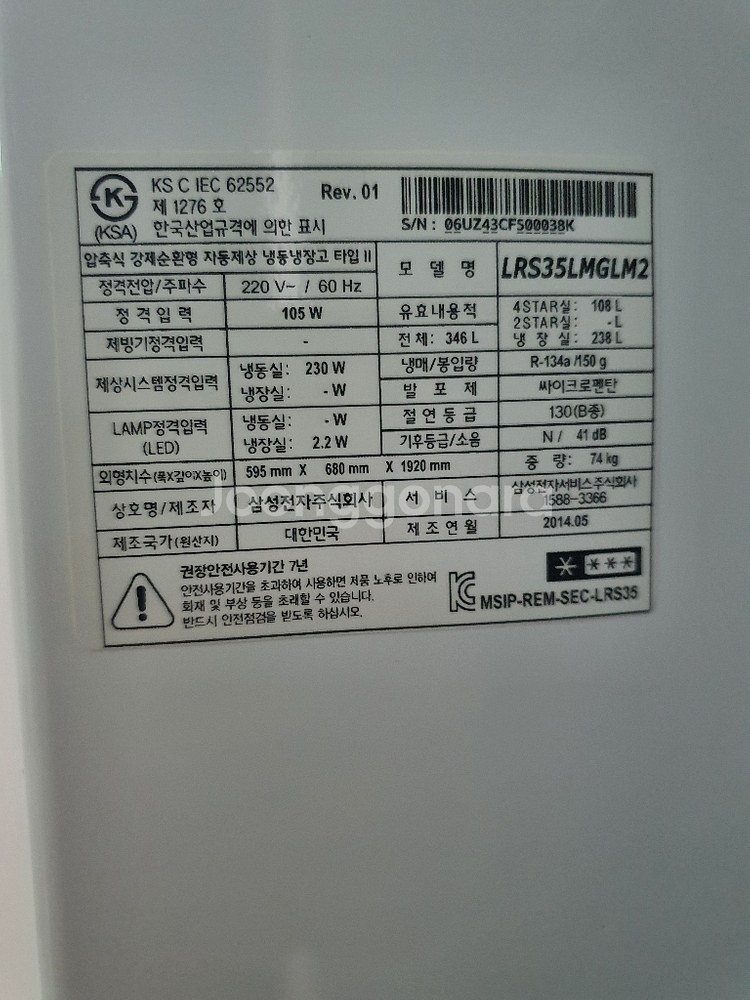 KS C IEC 62552
제 1276 호
(KSA) 한국산업규격에 의한 표시
Rev. 01
S/N : 06UZ43CF500038K
압축식 강제순환형 자동제상 냉동냉장고 타입 II
모델명 LRS35LMGLM2
정격전압/주파수 220 V~ / 60 Hz
정격입력 105 W
유효내용적 4STAR실: 108 L
2STAR실: - L
전체: 346 L 냉장실: 238 L
제빙기정격입력 -
냉매/봉입량 R-134a /150 g
제상시스템정격입력 냉동실: 230 W
냉장실: - W
발포제 싸이크로펜탄
절연등급 130(B종)
LAMP정격입력 (LED) 냉동실: - W
냉장실: 2.2 W
기후등급/소음 N / 41 dB
외형치수(폭X깊이X높이) 595 mm X 680 mm X 1920 mm
중량: 74 kg
상호명/제조자 삼성전자주식회사
서비스 삼성전자서비스주식회사
1588-3366
제조국가(원산지) 대한민국
제조연월 2014.05
권장안전사용기간 7년
안전사용기간을 초과하여 사용하면 제품 노후로 인하여
화재 및 부상 등을 초래할 수 있습니다.
반드시 안전점검을 받도록 하십시오.
MSIP-REM-SEC-LRS35
Joonggonara